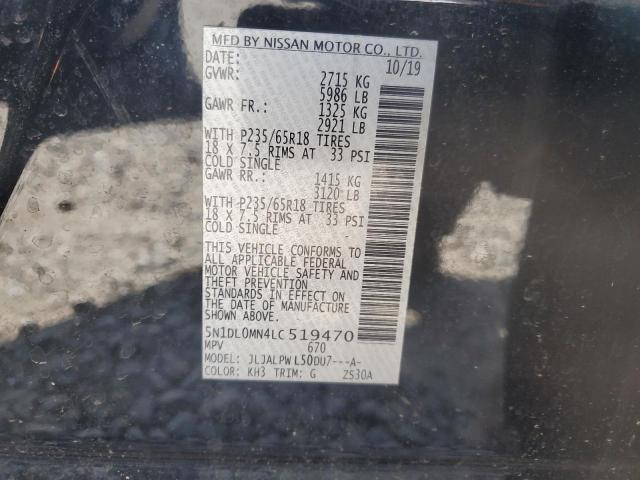 MFD BY NISSAN MOTOR CO., LTD.
DATE: 10/19
GVWR: 2715 KG
5986 LB
GAWR FR.: 1325 KG
2921 LB
WITH P235/65R18 TIRES
18 X 7.5 RIMS AT 33 PSI
COLD SINGLE
GAWR RR.: 1415 KG
3120 LB
WITH P235/65R18 TIRES
18 X 7.5 RIMS AT 33 PSI
COLD SINGLE
THIS VEHICLE CONFORMS TO
ALL APPLICABLE FEDERAL
MOTOR VEHICLE SAFETY AND
THEFT PREVENTION
STANDARDS IN EFFECT ON
THE DATE OF MANUFACTURE
SHOWN ABOVE.
5N1DL0MN4LC519470
MPV 670
MODEL: JLJALPWL50DU7---A-
COLOR: KH3 TRIM: G ZS30A